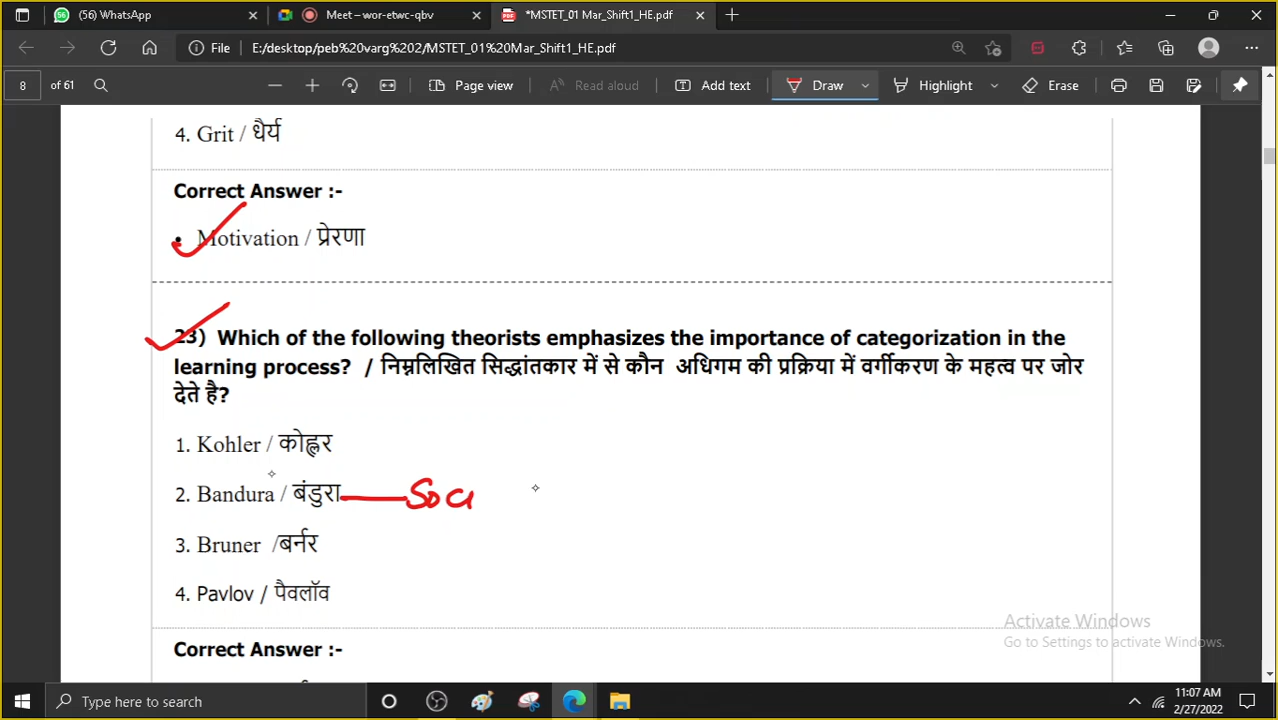 (56) WhatsApp
Meet – wor-etwc-qbv
*MSTET_01 Mar_Shift1_HE.pdf
File E:/desktop/peb%20varg%202/MSTET_01%20Mar_Shift1_HE.pdf
8 of 61 Page view Read aloud Add text Draw Highlight Erase
4. Grit / धैर्य
Correct Answer :-
• Motivation / प्रेरणा
23) Which of the following theorists emphasizes the importance of categorization in the
learning process? / निम्नलिखित सिद्धांतकार में से कौन अधिगम की प्रक्रिया में वर्गीकरण के महत्व पर जोर
देते है?
1. Kohler / कोह्लर
2. Bandura / बंडुरा
3. Bruner /बर्नर
4. Pavlov / पैवलॉव
Correct Answer :-
Activate Windows
Go to Settings to activate Windows.
Type here to search
11:07 AM
2/27/2022